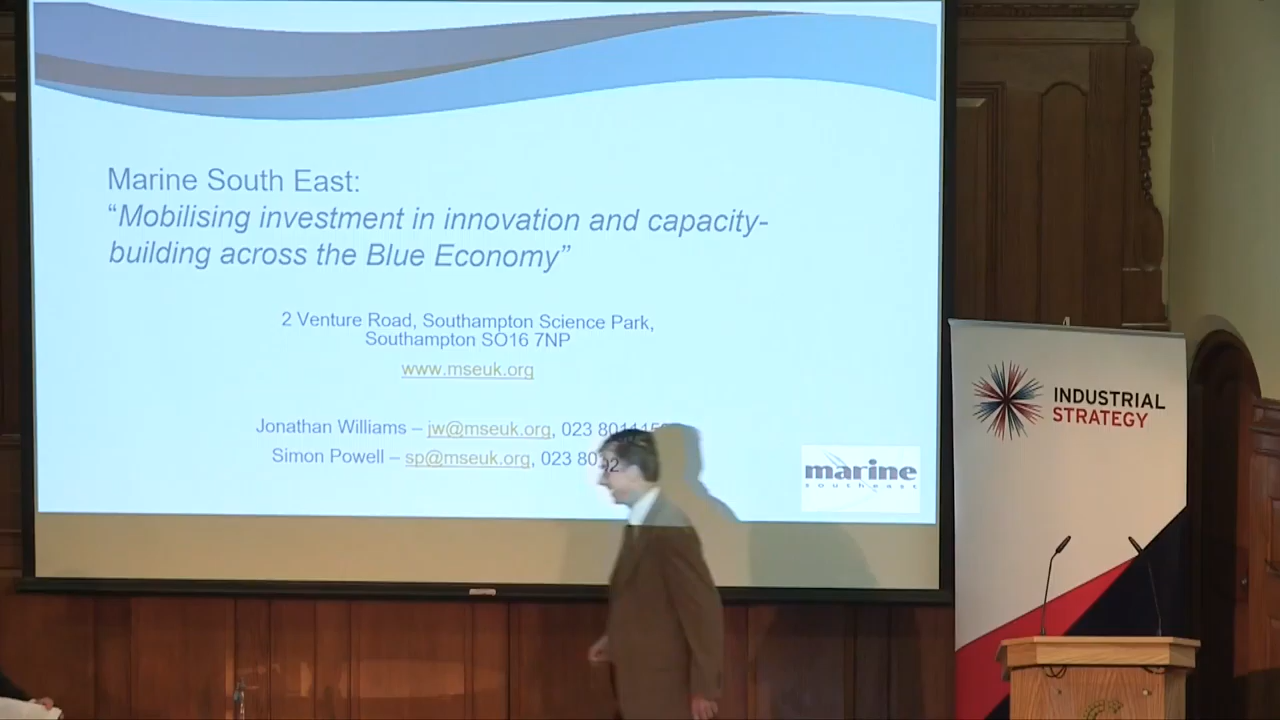 Marine South East:
“Mobilising investment in innovation and capacity-
building across the Blue Economy”
2 Venture Road, Southampton Science Park,
Southampton SO16 7NP
www.mseuk.org
Jonathan Williams – jw@mseuk.org, 023
Simon Powell – sp@mseuk.org, 023
marine
southeast
INDUSTRIAL
STRATEGY